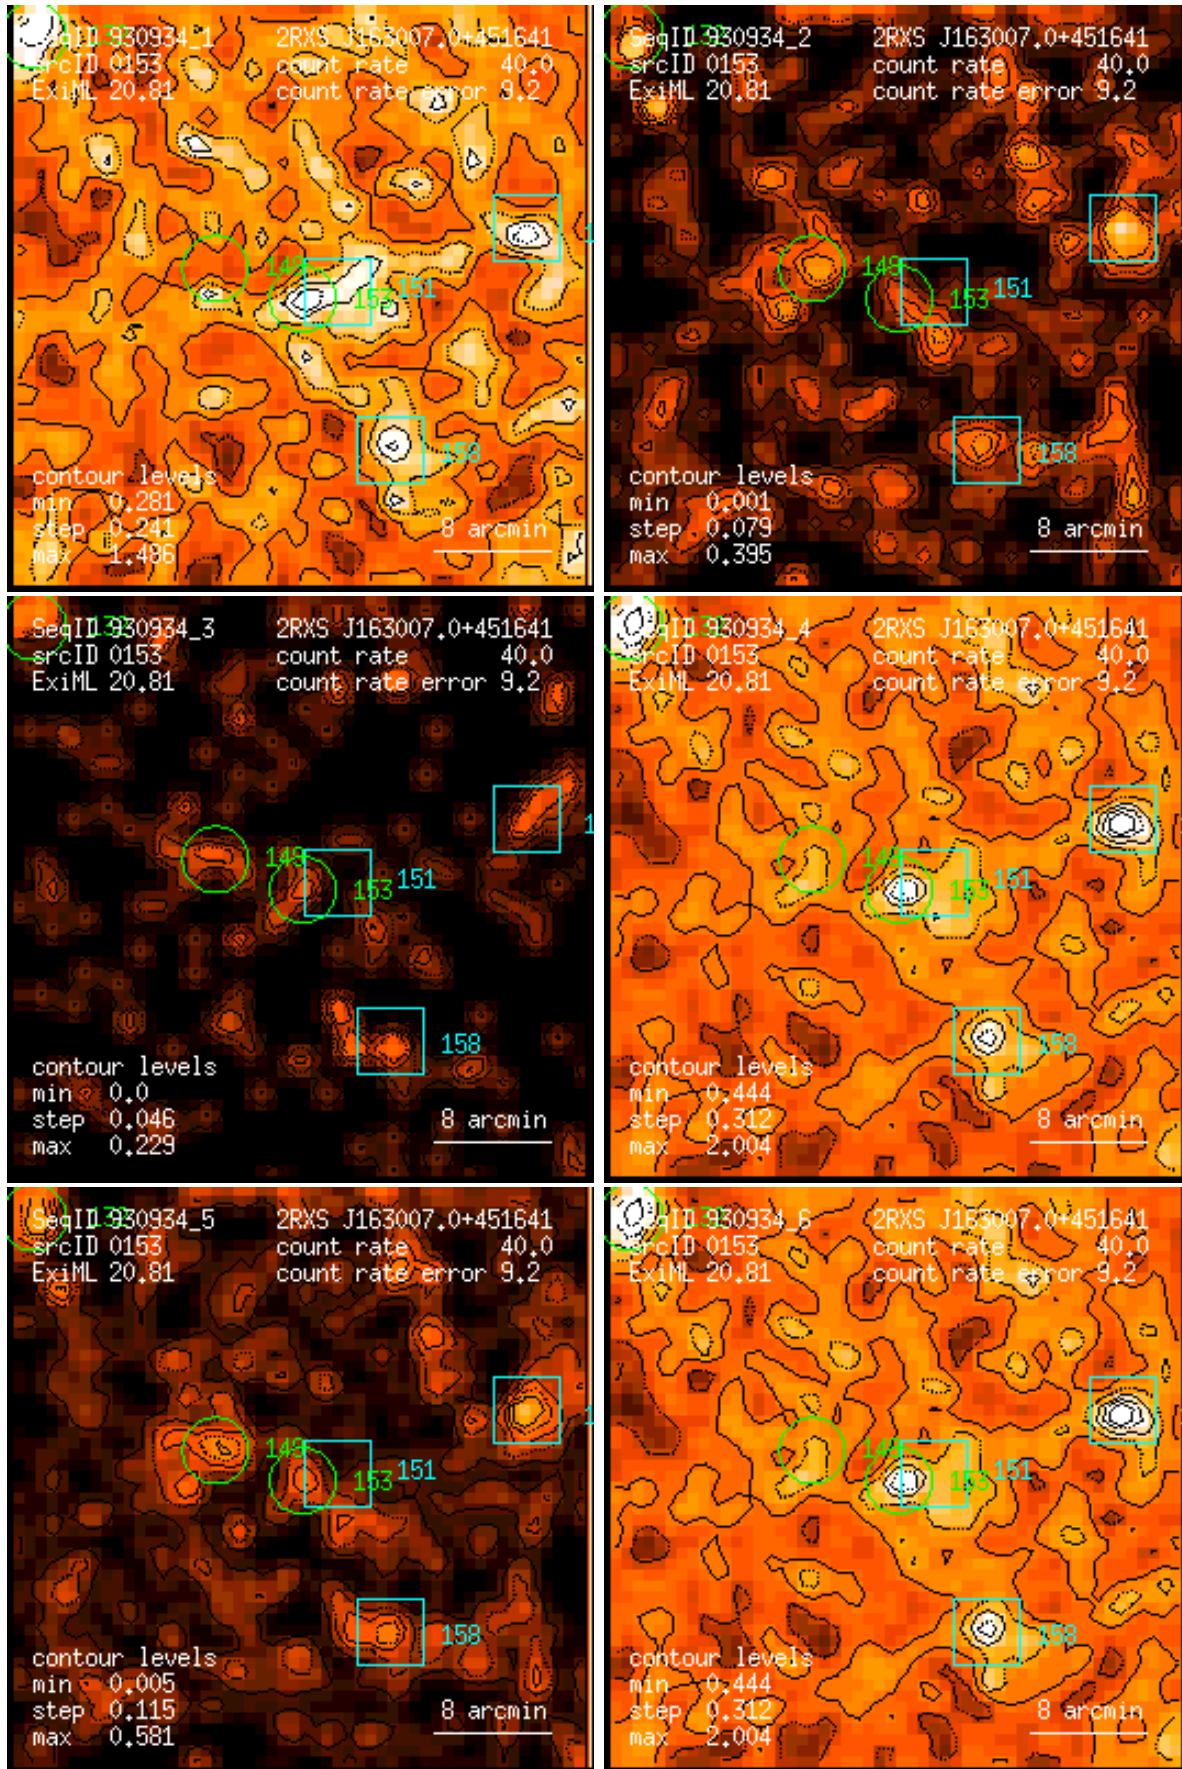 SeqID 930934_1 2RXS J163007.0+451641
srcID 0153 count rate 40.0
ExiML 20.81 count rate error 9.2
149
153 151
158
contour levels
min 0.281
step 0.241
max 1.486
8 arcmin
SeqID 930934_2 2RXS J163007.0+451641
srcID 0153 count rate 40.0
ExiML 20.81 count rate error 9.2
149
153 151
158
contour levels
min 0.001
step 0.079
max 0.395
8 arcmin
SeqID 930934_3 2RXS J163007.0+451641
srcID 0153 count rate 40.0
ExiML 20.81 count rate error 9.2
149
153 151
158
contour levels
min 0.0
step 0.046
max 0.229
8 arcmin
SeqID 930934_4 2RXS J163007.0+451641
srcID 0153 count rate 40.0
ExiML 20.81 count rate error 9.2
149
153 151
158
contour levels
min 0.444
step 0.312
max 2.004
8 arcmin
SeqID 930934_5 2RXS J163007.0+451641
srcID 0153 count rate 40.0
ExiML 20.81 count rate error 9.2
149
153 151
158
contour levels
min 0.005
step 0.115
max 0.581
8 arcmin
SeqID 930934_6 2RXS J163007.0+451641
srcID 0153 count rate 40.0
ExiML 20.81 count rate error 9.2
149
153 151
158
contour levels
min 0.444
step 0.312
max 2.004
8 arcmin